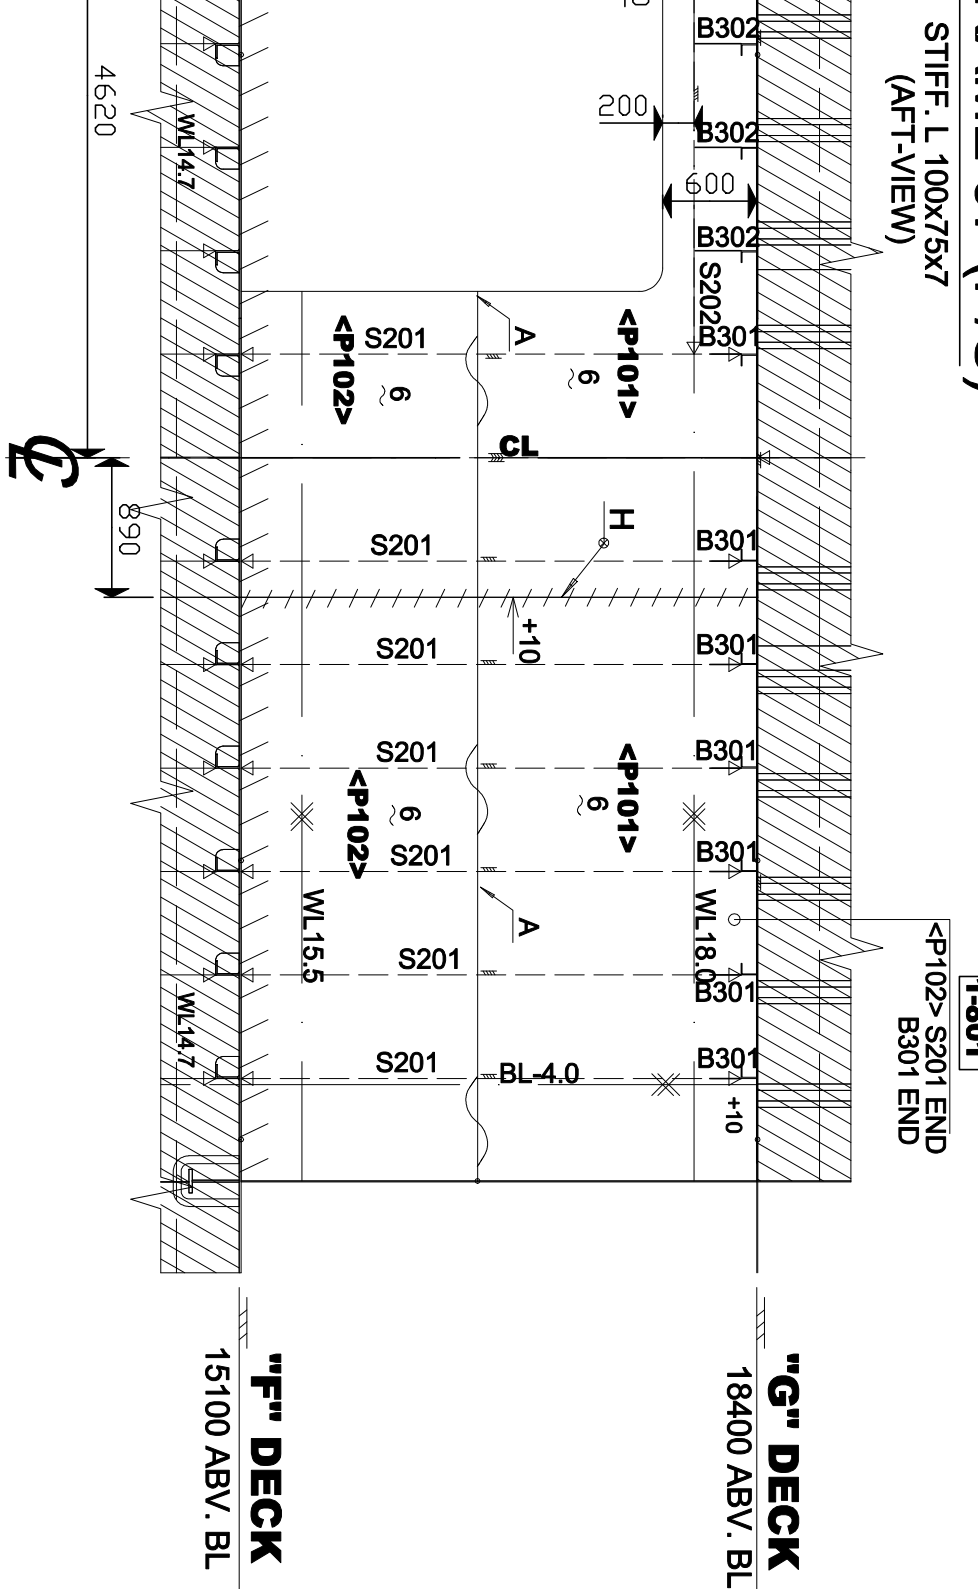 STIFF. L 100x75x7
(AFT-VIEW)
<P102> S201 END
B301 END
B302
B302
B302
B301
B301
B301
B301
B301
B301
B301
200
600
S202
<P101>
6
A
S201
<P102>
6
CL
H
+10
S201
S201
S201
S201
S201
S201
<P101>
6
<P102>
6
A
WL18.0
WL15.5
BL-4.0
+10
WL14.7
WL14.7
4620
890
CL
"G" DECK
18400 ABV. BL
"F" DECK
15100 ABV. BL